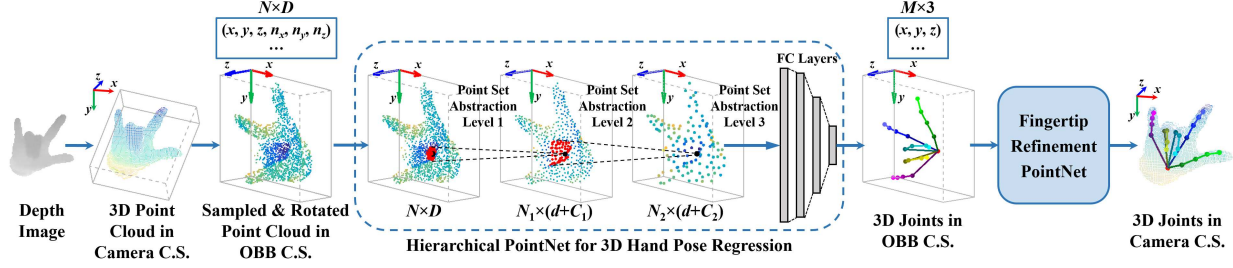 N×D
(x, y, z, nx, ny, nz)
...
M×3
(x, y, z)
...
z
x
y
z
x
y
z
x
y
Point Set
Abstraction
Level 1
z
x
y
Point Set
Abstraction
Level 2
z
x
y
Point Set
Abstraction
Level 3
FC Layers
z
x
y
Fingertip
Refinement
PointNet
z
x
y
N×D
N1×(d+C1)
N2×(d+C2)
Hierarchical PointNet for 3D Hand Pose Regression
Depth
Image
3D Point
Cloud in
Camera C.S.
Sampled & Rotated
Point Cloud in
OBB C.S.
3D Joints in
OBB C.S.
3D Joints in
Camera C.S.